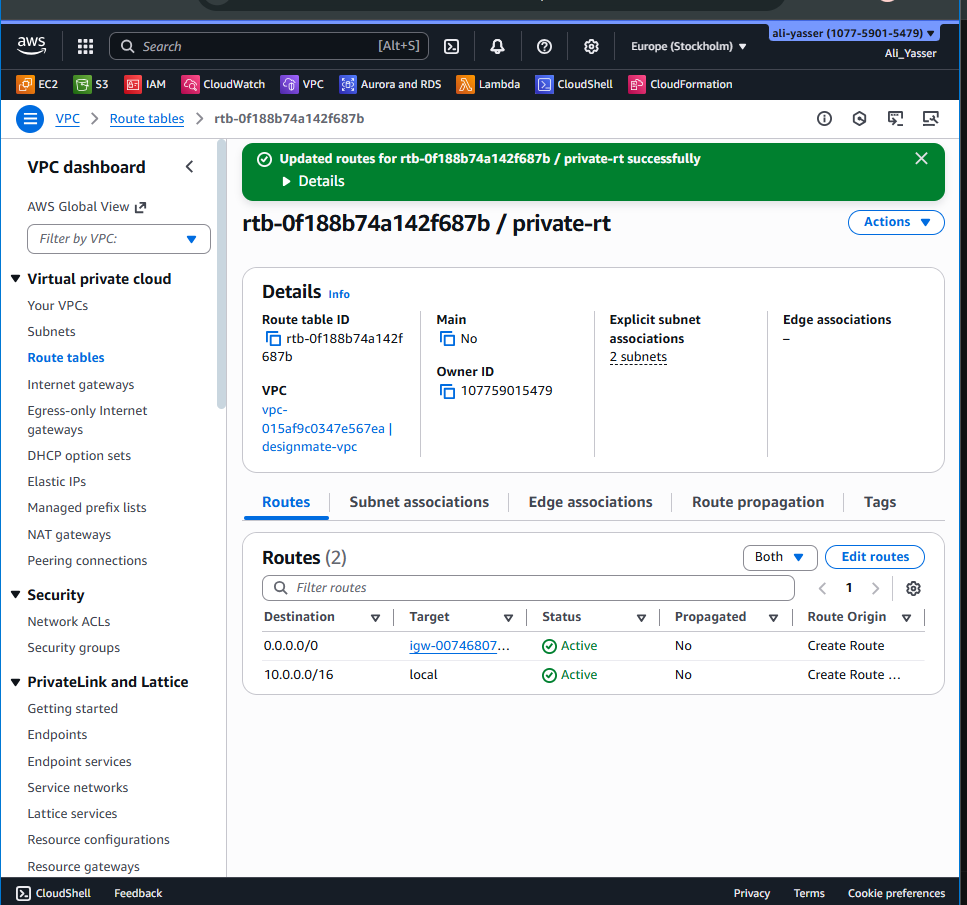 aws
Search [Alt+S]
Europe (Stockholm)
ali-yasser (1077-5901-5479)
Ali_Yasser
EC2 S3 IAM CloudWatch VPC Aurora and RDS Lambda CloudShell CloudFormation
VPC Route tables rtb-0f188b74a142f687b
VPC dashboard
AWS Global View
Filter by VPC:
Virtual private cloud
Your VPCs
Subnets
Route tables
Internet gateways
Egress-only Internet
gateways
DHCP option sets
Elastic IPs
Managed prefix lists
NAT gateways
Peering connections
Security
Network ACLs
Security groups
PrivateLink and Lattice
Getting started
Endpoints
Endpoint services
Service networks
Lattice services
Resource configurations
Resource gateways
Updated routes for rtb-0f188b74a142f687b / private-rt successfully
Details
rtb-0f188b74a142f687b / private-rt
Actions
Details Info
Route table ID
rtb-0f188b74a142f
687b
VPC
vpc-
015af9c0347e567ea |
designmate-vpc
Main
No
Owner ID
107759015479
Explicit subnet
associations
2 subnets
Edge associations
–
Routes Subnet associations Edge associations Route propagation Tags
Routes (2)
Both
Edit routes
Filter routes
1
Destination Target Status Propagated Route Origin
0.0.0.0/0 igw-00746807... Active No Create Route
10.0.0.0/16 local Active No Create Route ...
CloudShell Feedback Privacy Terms Cookie preferences